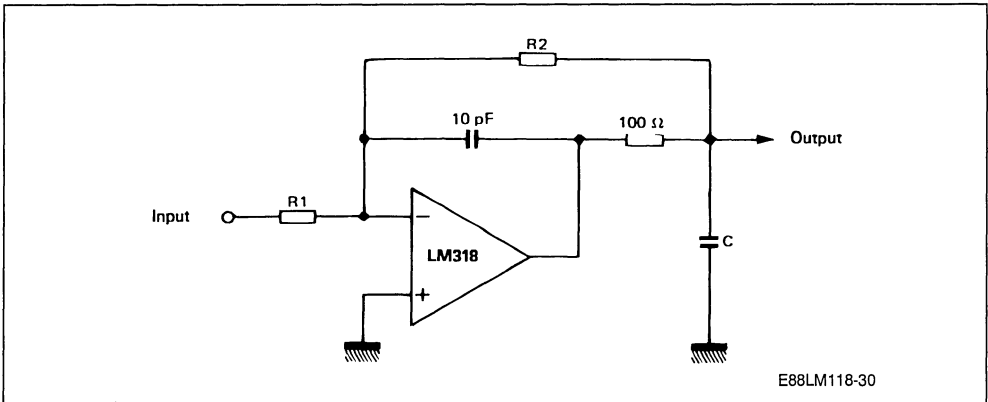 R2
10 pF
100 Ω
Output
R1
Input
−
LM318
C
+
E88LM118-30